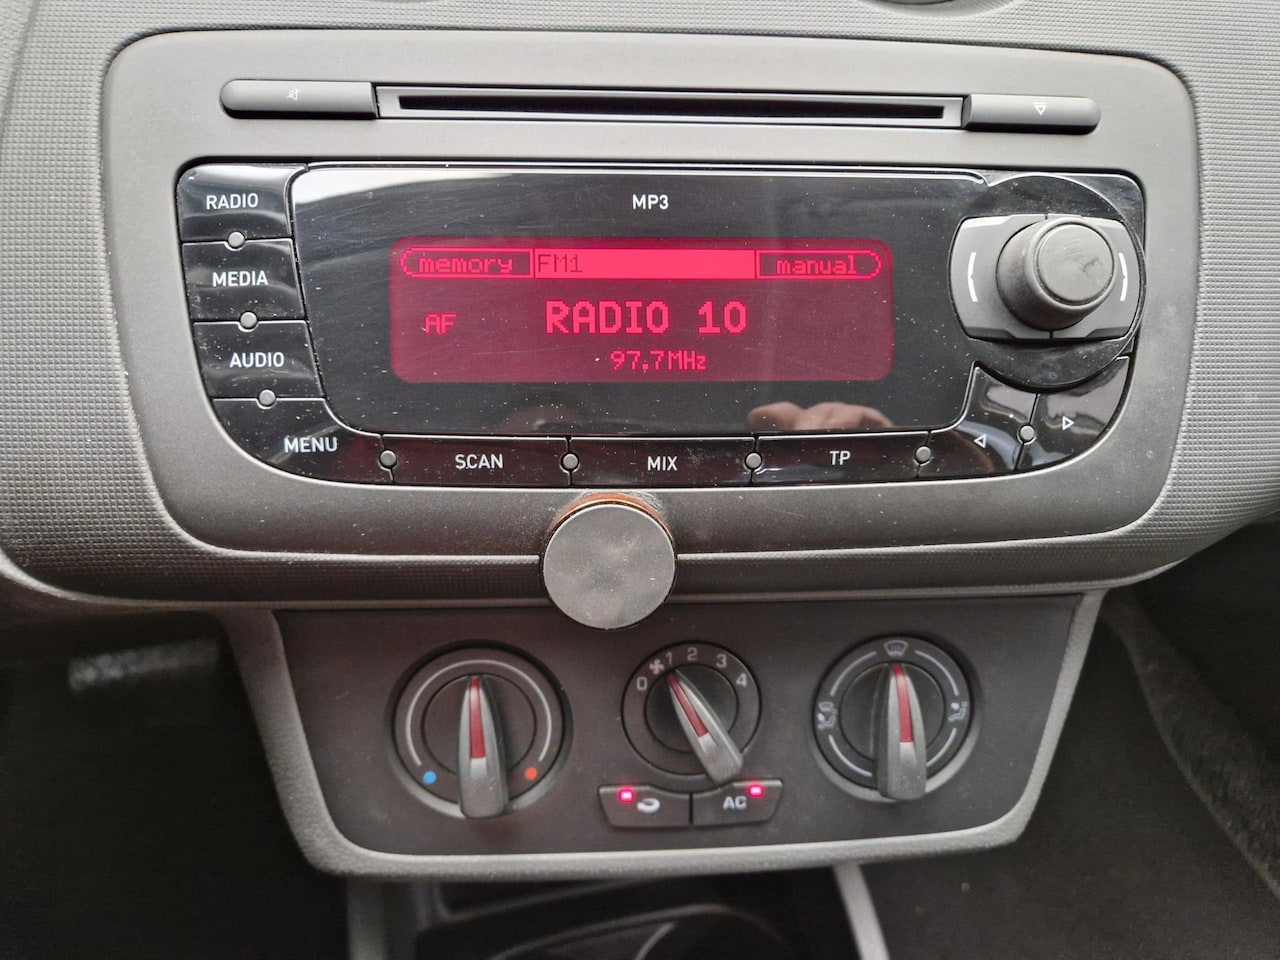 MP3
RADIO
MEDIA
AUDIO
MENU
memory FM1 manual
AF RADIO 10
97,7MHz
SCAN MIX TP
0 1 2 3 4
AC